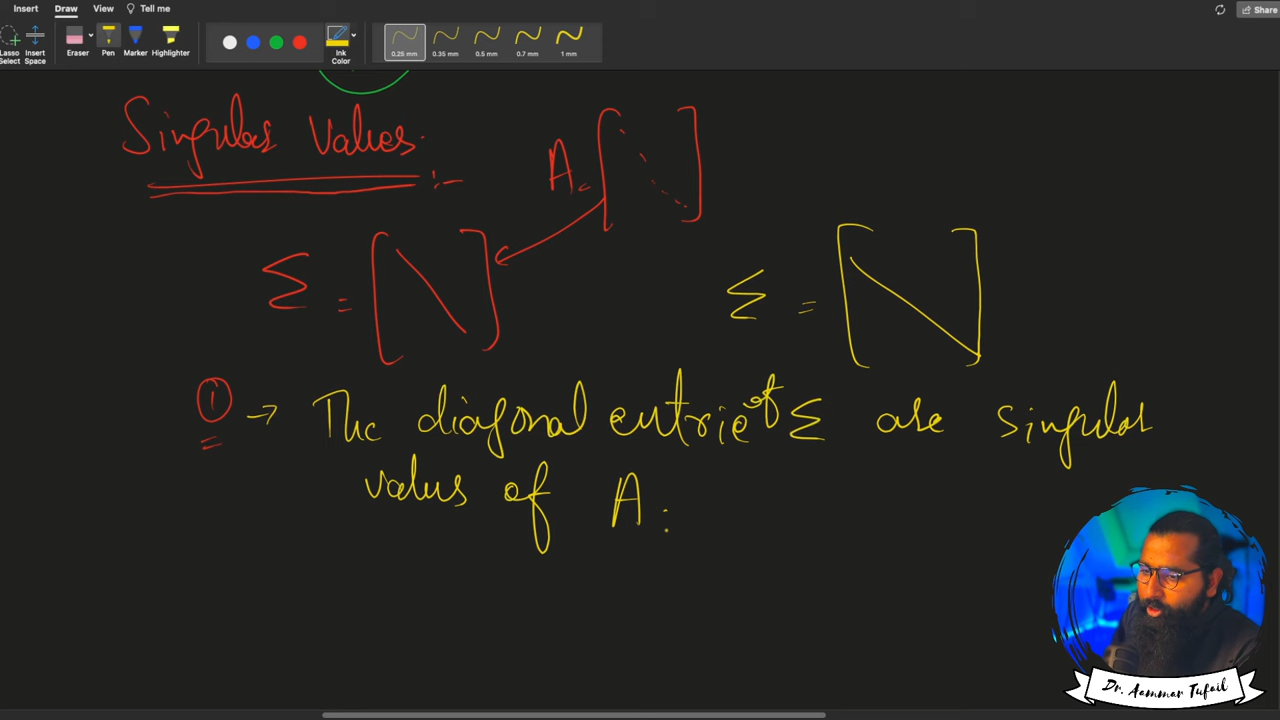 Insert Draw View Tell me
Share
Lasso Select
Insert Space
Eraser
Pen
Marker
Highlighter
Ink Color
0.25 mm
0.35 mm
0.5 mm
0.7 mm
1 mm
Singular Values :-
A = [ ]
Σ = [ \ ]
Σ = [ \ ]
① → The diagonal entrie of Σ are singular
values of A :
Dr. Aammar Tufail